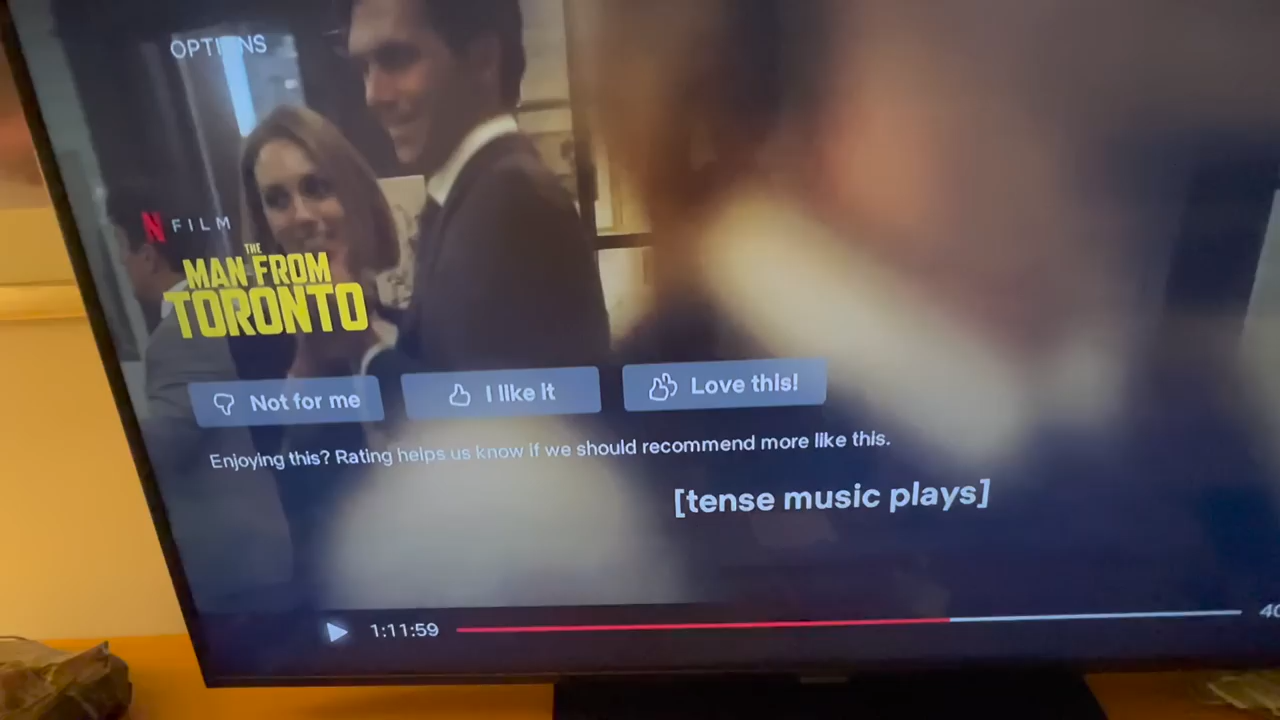 OPTIONS
N FILM
THE
MAN FROM
TORONTO
Not for me
I like it
Love this!
Enjoying this? Rating helps us know if we should recommend more like this.
[tense music plays]
1:11:59